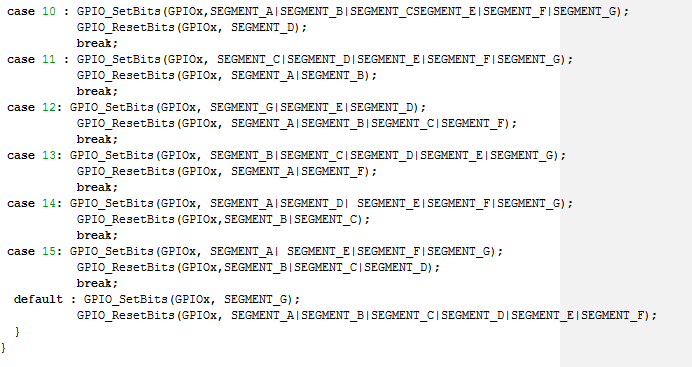 case 10 : GPIO_SetBits(GPIOx,SEGMENT_A|SEGMENT_B|SEGMENT_CSEGMENT_E|SEGMENT_F|SEGMENT_G);
GPIO_ResetBits(GPIOx, SEGMENT_D);
break;
case 11 : GPIO_SetBits(GPIOx, SEGMENT_C|SEGMENT_D|SEGMENT_E|SEGMENT_F|SEGMENT_G);
GPIO_ResetBits(GPIOx, SEGMENT_A|SEGMENT_B);
break;
case 12: GPIO_SetBits(GPIOx, SEGMENT_G|SEGMENT_E|SEGMENT_D);
GPIO_ResetBits(GPIOx, SEGMENT_A|SEGMENT_B|SEGMENT_C|SEGMENT_F);
break;
case 13: GPIO_SetBits(GPIOx, SEGMENT_B|SEGMENT_C|SEGMENT_D|SEGMENT_E|SEGMENT_G);
GPIO_ResetBits(GPIOx, SEGMENT_A|SEGMENT_F);
break;
case 14: GPIO_SetBits(GPIOx, SEGMENT_A|SEGMENT_D| SEGMENT_E|SEGMENT_F|SEGMENT_G);
GPIO_ResetBits(GPIOx,SEGMENT_B|SEGMENT_C);
break;
case 15: GPIO_SetBits(GPIOx, SEGMENT_A| SEGMENT_E|SEGMENT_F|SEGMENT_G);
GPIO_ResetBits(GPIOx,SEGMENT_B|SEGMENT_C|SEGMENT_D);
break;
default : GPIO_SetBits(GPIOx, SEGMENT_G);
GPIO_ResetBits(GPIOx, SEGMENT_A|SEGMENT_B|SEGMENT_C|SEGMENT_D|SEGMENT_E|SEGMENT_F);
}
}